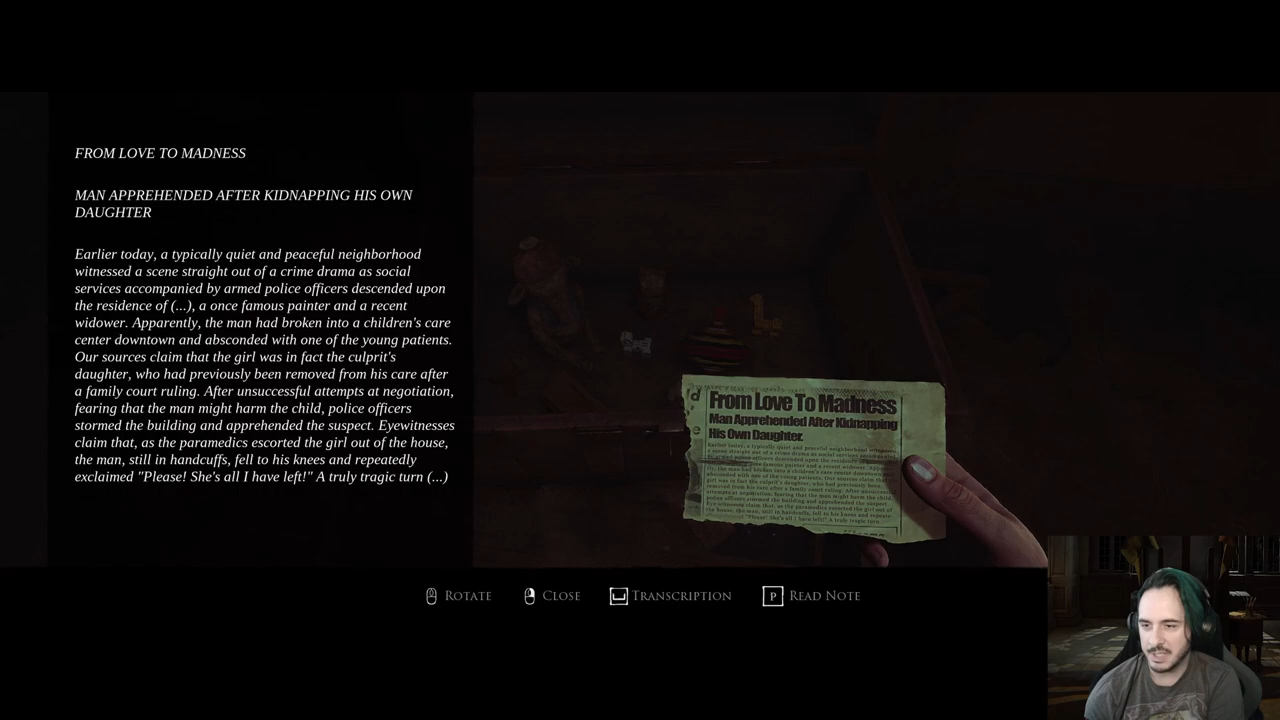 FROM LOVE TO MADNESS
MAN APPREHENDED AFTER KIDNAPPING HIS OWN
DAUGHTER
Earlier today, a typically quiet and peaceful neighborhood
witnessed a scene straight out of a crime drama as social
services accompanied by armed police officers descended upon
the residence of (...), a once famous painter and a recent
widower. Apparently, the man had broken into a children's care
center downtown and absconded with one of the young patients.
Our sources claim that the girl was in fact the culprit's
daughter, who had previously been removed from his care after
a family court ruling. After unsuccessful attempts at negotiation,
fearing that the man might harm the child, police officers
stormed the building and apprehended the suspect. Eyewitnesses
claim that, as the paramedics escorted the girl out of the house,
the man, still in handcuffs, fell to his knees and repeatedly
exclaimed "Please! She's all I have left!" A truly tragic turn (...)
From Love To Madness
Man Apprehended After Kidnapping
His Own Daughter.
ROTATE
CLOSE
TRANSCRIPTION
P
READ NOTE